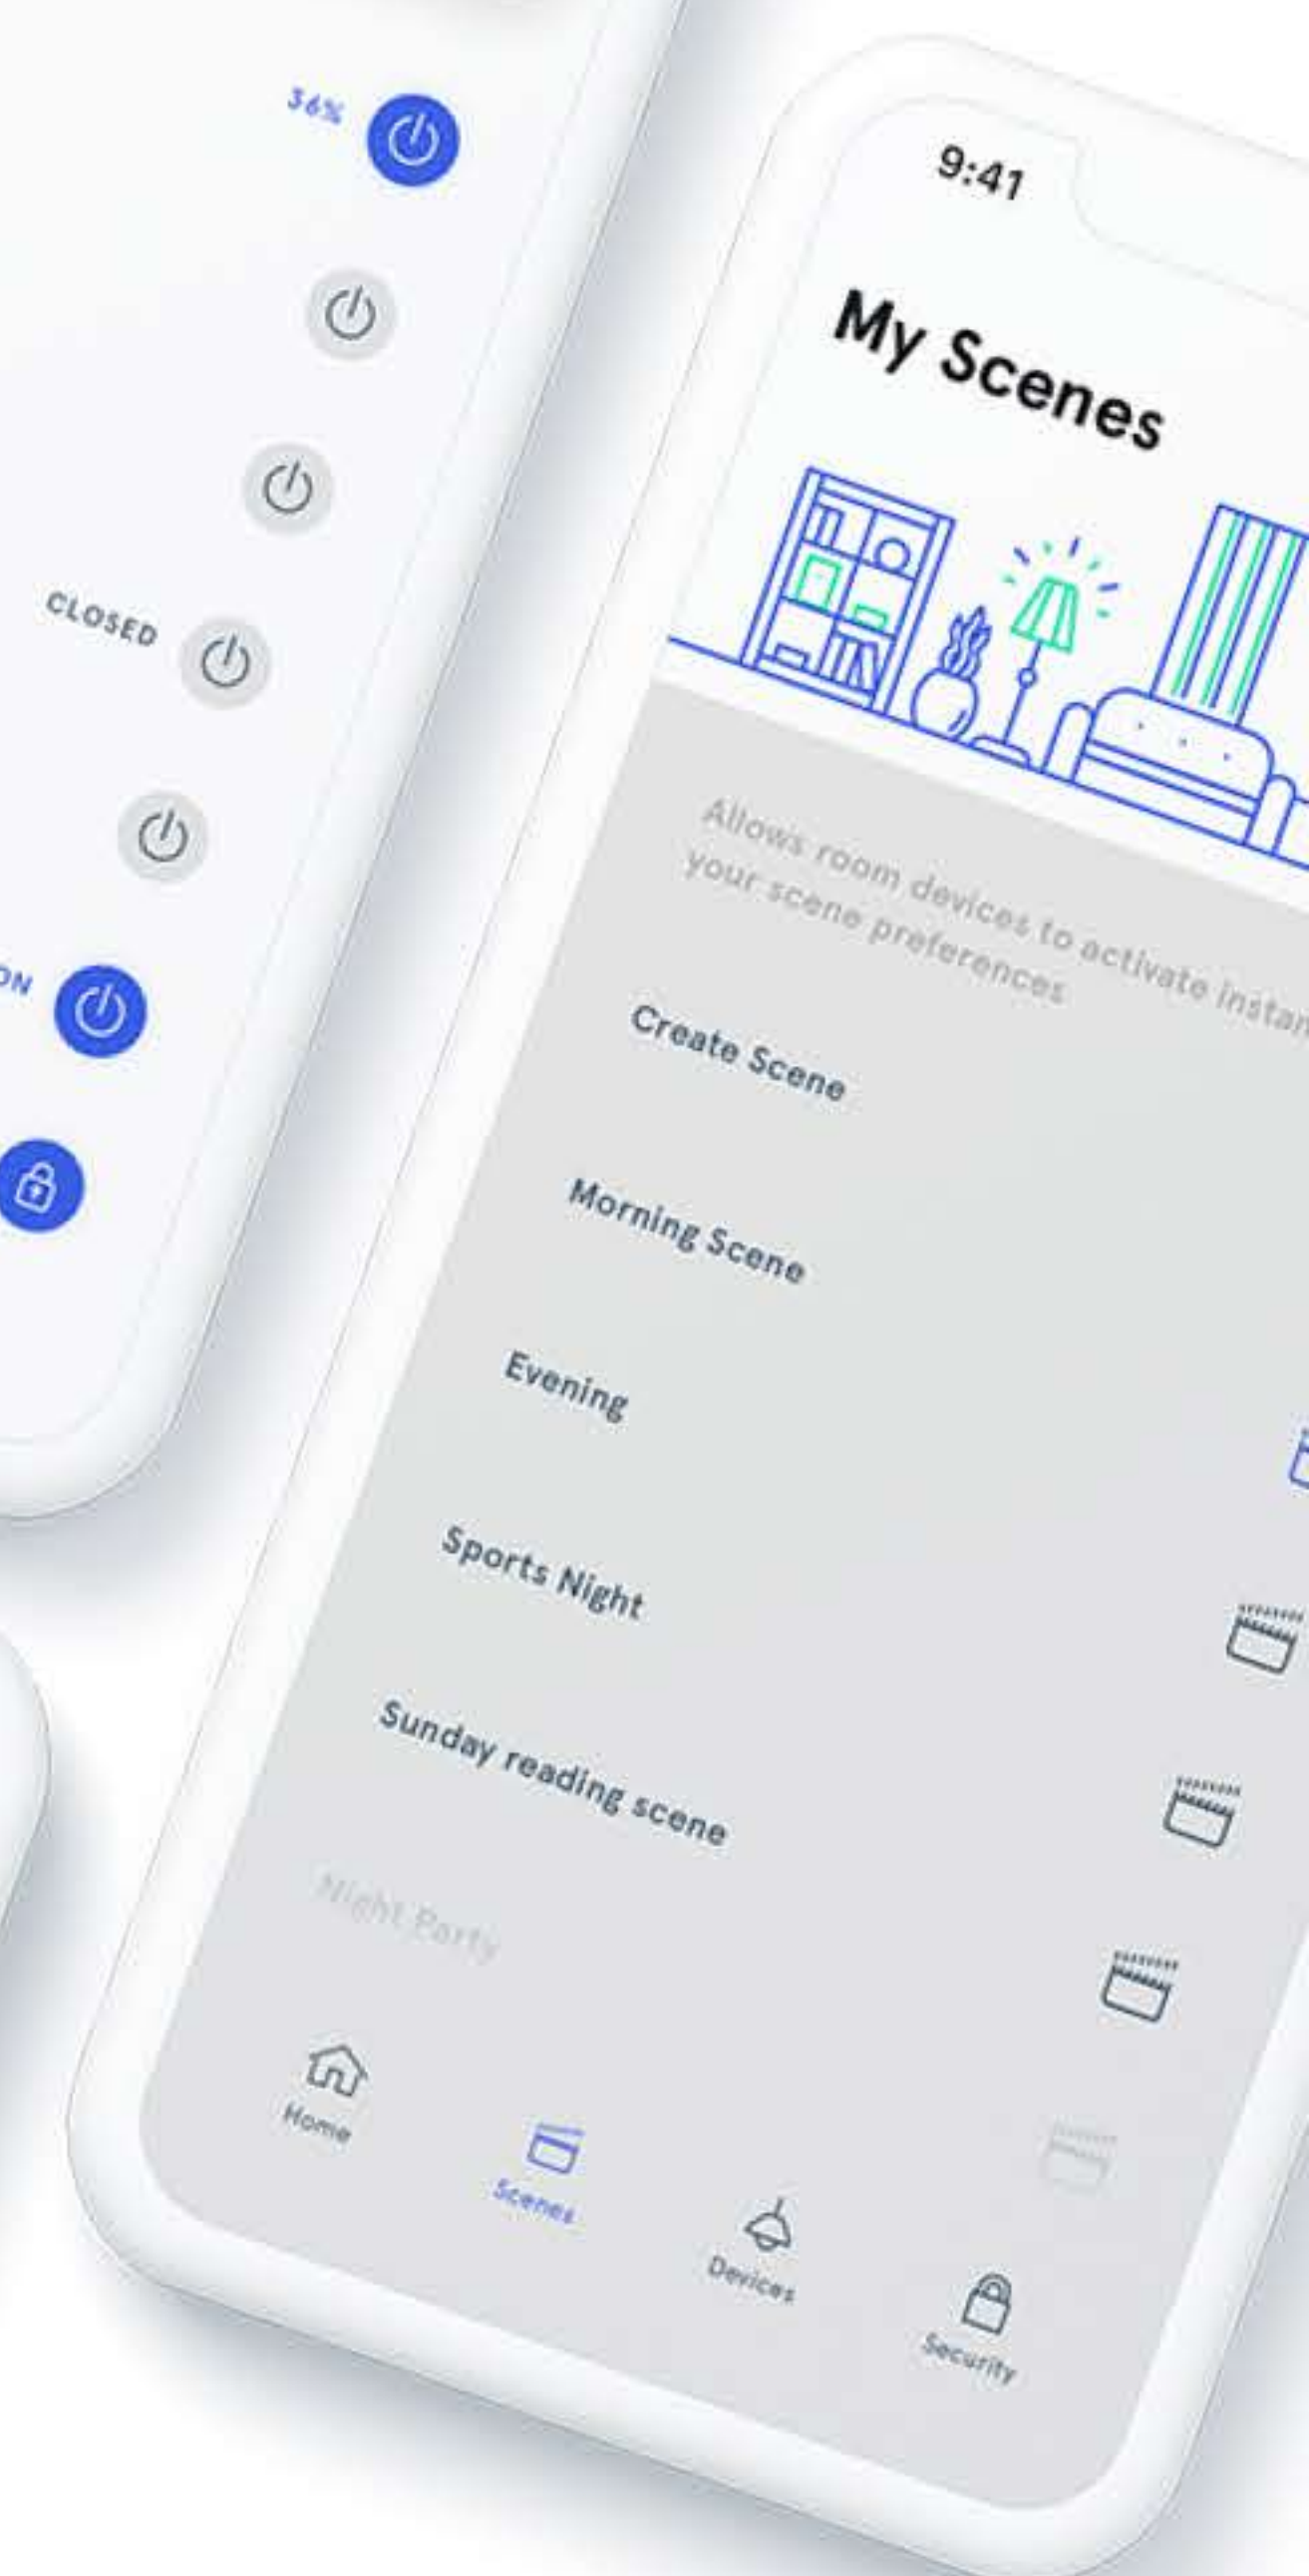 36%
CLOSED
ON
9:41
My Scenes
Allows room devices to activate
your scene preferences
Create Scene
Morning Scene
Evening
Sports Night
Sunday reading scene
Night Party
Home
Scenes
Devices
Security